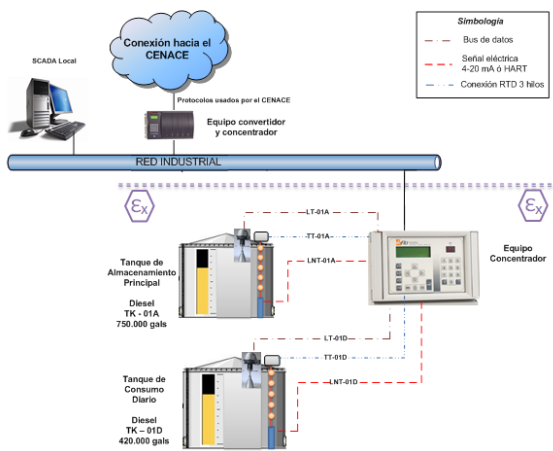 Simbología
Bus de datos
Señal eléctrica
4-20 mA ó HART
Conexión RTD 3 hilos
Conexión hacia el
CENACE
SCADA Local
Protocolos usados por el CENACE
Equipo convertidor
y concentrador
RED INDUSTRIAL
εx
εx
LT-01A
TT-01A
LNT-01A
Equipo
Concentrador
Tanque de
Almacenamiento
Principal
Diesel
TK - 01A
750.000 gals
LT-01D
TT-01D
LNT-01D
Tanque de
Consumo
Diario
Diesel
TK – 01D
420.000 gals